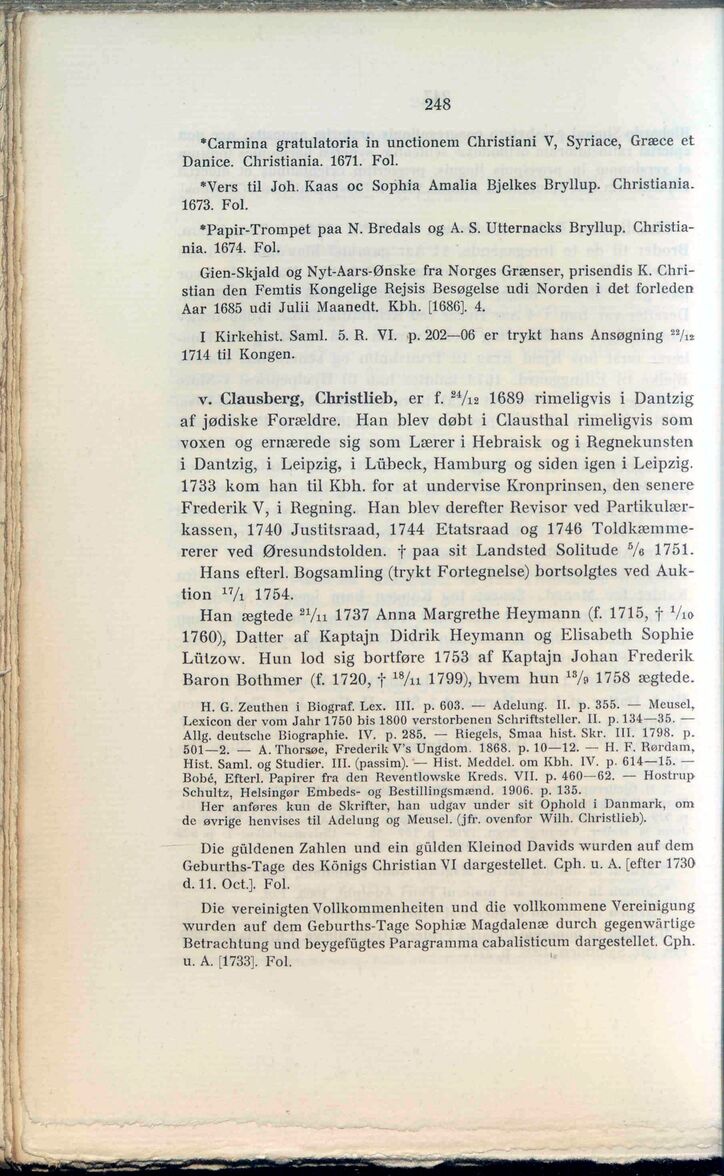 248
*Carmina gratulatoria in unctionem Christiani V, Syriace, Græce et
Danice. Christiania. 1671. Fol.
*Vers til Joh. Kaas oc Sophia Amalia Bjelkes Bryllup. Christiania.
1673. Fol.
*Papir-Trompet paa N. Bredals og A. S. Utternacks Bryllup. Christia-
nia. 1674. Fol.
Gien-Skjald og Nyt-Aars-Ønske fra Norges Grænser, prisendis K. Chri-
stian den Femtis Kongelige Rejsis Besøgelse udi Norden i det forleden
Aar 1685 udi Julii Maanedt. Kbh. [1686]. 4.
I Kirkehist. Saml. 5. R. VI. p. 202—06 er trykt hans Ansøgning ²²/₁₂
1714 til Kongen.
v. Clausberg, Christlieb, er f. ²⁴/₁₂ 1689 rimeligvis i Dantzig
af jødiske Forældre. Han blev døbt i Clausthal rimeligvis som
voxen og ernærede sig som Lærer i Hebraisk og i Regnekunsten
i Dantzig, i Leipzig, i Lübeck, Hamburg og siden igen i Leipzig.
1733 kom han til Kbh. for at undervise Kronprinsen, den senere
Frederik V, i Regning. Han blev derefter Revisor ved Partikulær-
kassen, 1740 Justitsraad, 1744 Etatsraad og 1746 Toldkæmme-
rerer ved Øresundstolden. † paa sit Landsted Solitude ⁵/₆ 1751.
Hans efterl. Bogsamling (trykt Fortegnelse) bortsolgtes ved Auk-
tion ¹⁷/₁ 1754.
Han ægtede ²¹/₁₁ 1737 Anna Margrethe Heymann (f. 1715, † ¹/₁₀
1760), Datter af Kaptajn Didrik Heymann og Elisabeth Sophie
Lützow. Hun lod sig bortføre 1753 af Kaptajn Johan Frederik
Baron Bothmer (f. 1720, † ¹⁸/₁₁ 1799), hvem hun ¹³/₉ 1758 ægtede.
H. G. Zeuthen i Biograf. Lex. III. p. 603. — Adelung. II. p. 355. — Meusel,
Lexicon der vom Jahr 1750 bis 1800 verstorbenen Schriftsteller. II. p. 134—35. —
Allg. deutsche Biographie. IV. p. 285. — Riegels, Smaa hist. Skr. III. 1798. p.
501—2. — A. Thorsøe, Frederik V's Ungdom. 1868. p. 10—12. — H. F. Rørdam,
Hist. Saml. og Studier. III. (passim). — Hist. Meddel. om Kbh. IV. p. 614—15. —
Bobé, Efterl. Papirer fra den Reventlowske Kreds. VII. p. 460—62. — Hostrup
Schultz, Helsingør Embeds- og Bestillingsmænd. 1906. p. 135.
Her anføres kun de Skrifter, han udgav under sit Ophold i Danmark, om
de øvrige henvises til Adelung og Meusel. (jfr. ovenfor Wilh. Christlieb).
Die güldenen Zahlen und ein gülden Kleinod Davids wurden auf dem
Geburths-Tage des Königs Christian VI dargestellet. Cph. u. A. [efter 1730
d. 11. Oct.]. Fol.
Die vereinigten Vollkommenheiten und die vollkommene Vereinigung
wurden auf dem Geburths-Tage Sophiæ Magdalenæ durch gegenwärtige
Betrachtung und beygefügtes Paragramma cabalisticum dargestellet. Cph.
u. A. [1733]. Fol.